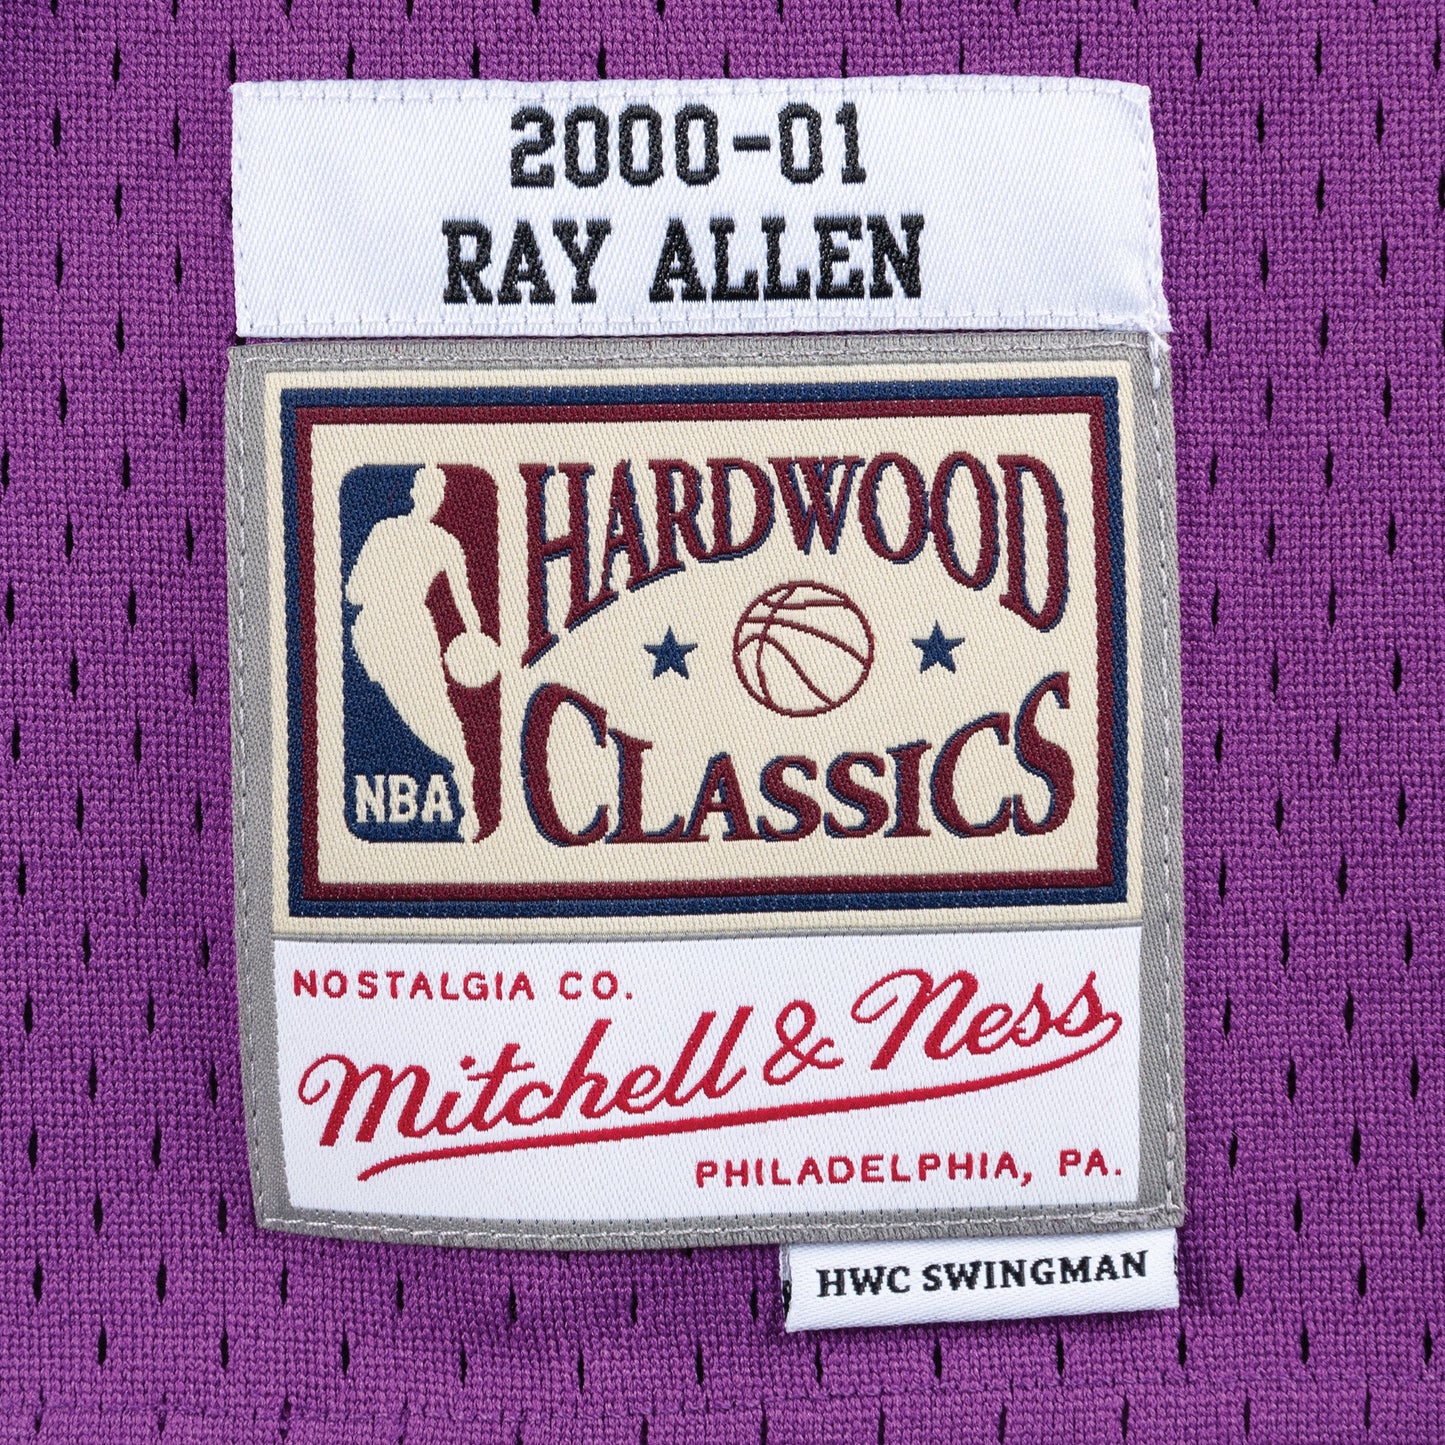 2000-01
RAY ALLEN
HARDWOOD
CLASSICS
NBA
NOSTALGIA CO.
Mitchell & Ness
PHILADELPHIA, PA.
HWC SWINGMAN